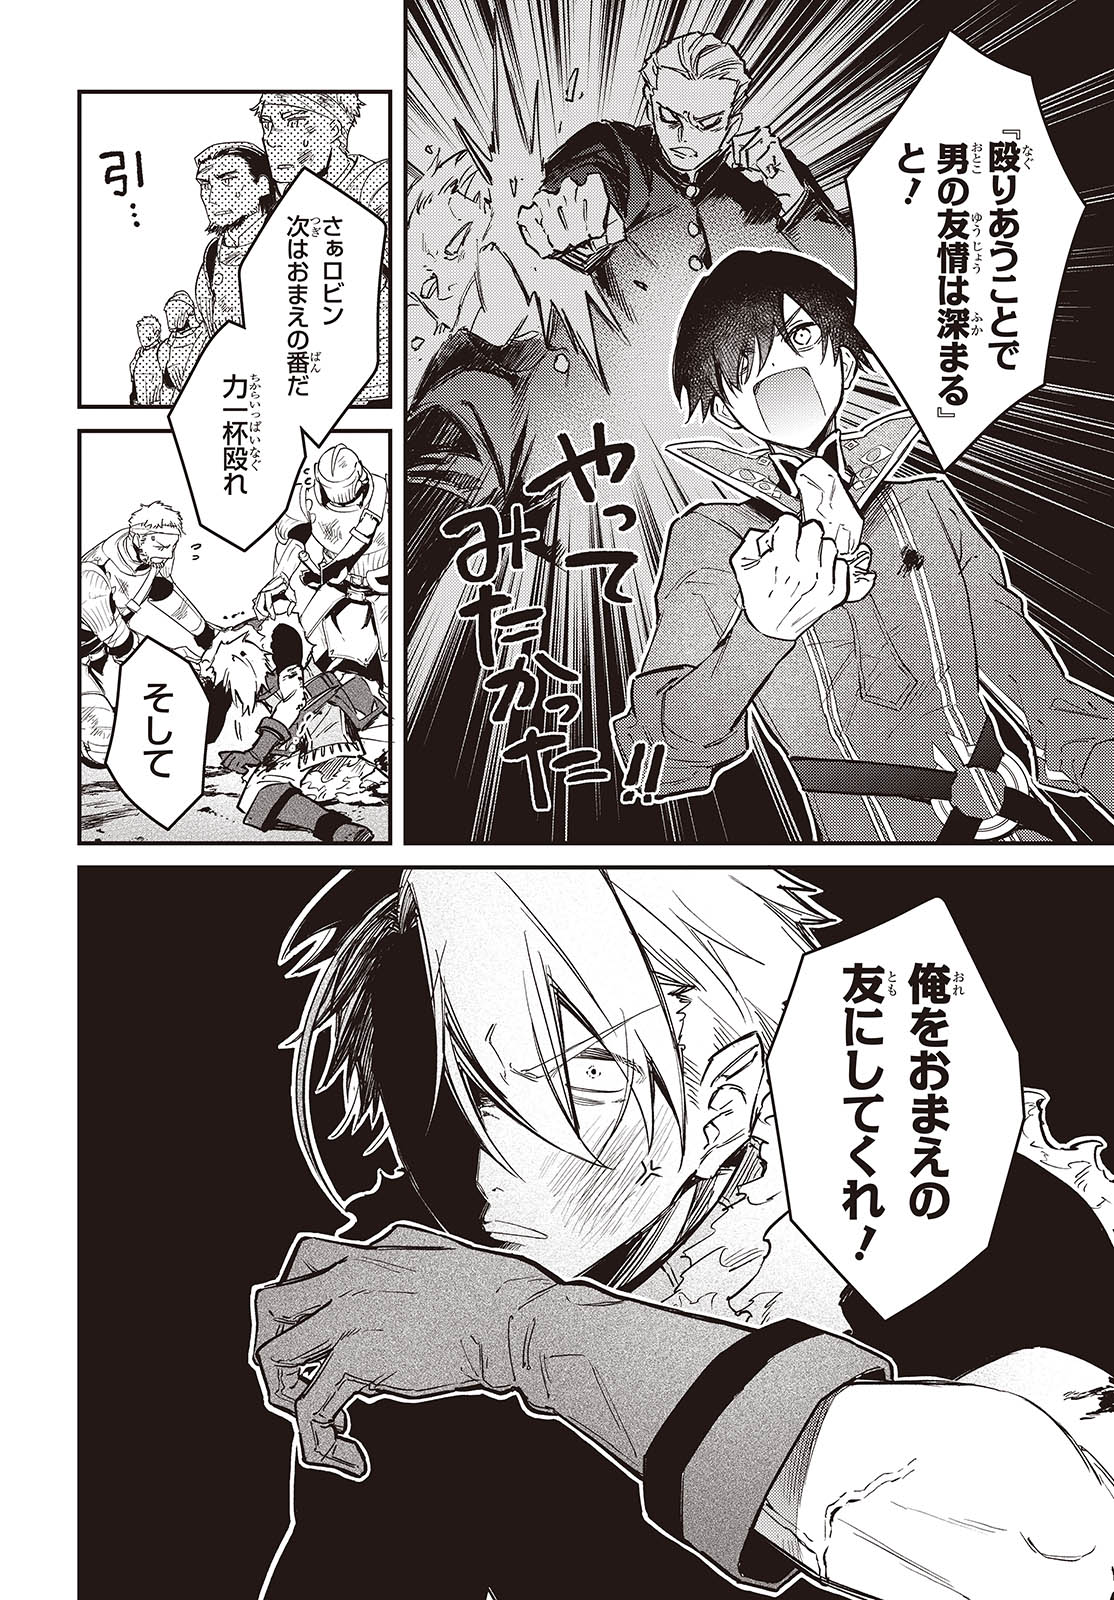 『殴りあうことで
男の友情は深まる』
と！
やって
みたかった!!
引…
さぁロビン
次はおまえの番だ
力一杯殴れ
そして
俺をおまえの
友にしてくれ！